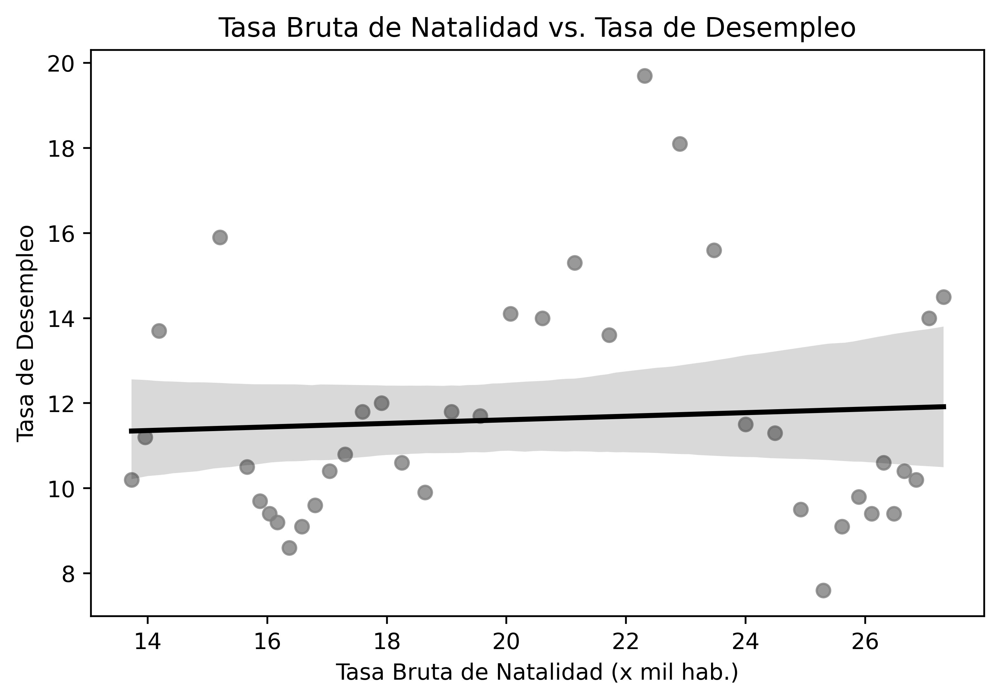 Tasa Bruta de Natalidad vs. Tasa de Desempleo
20
18
16
14
12
10
8
Tasa de Desempleo
14 16 18 20 22 24 26
Tasa Bruta de Natalidad (x mil hab.)